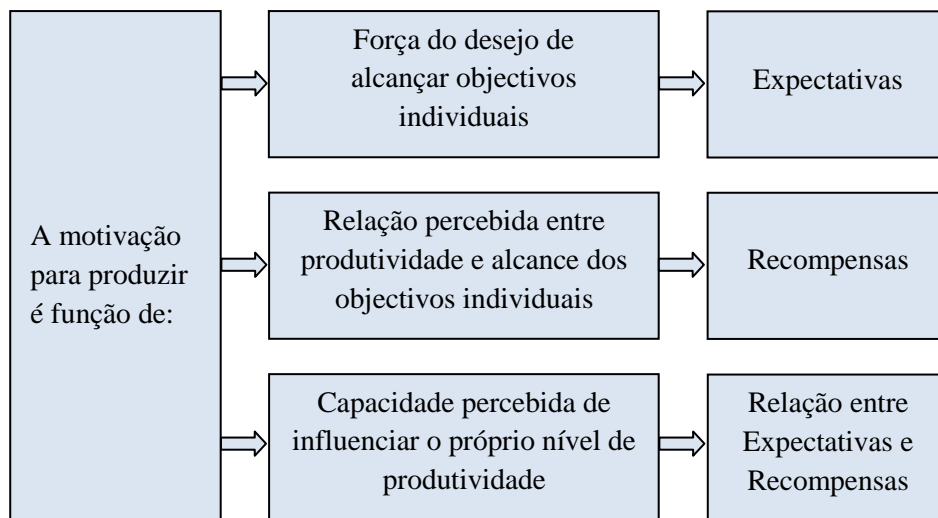 A motivação
para produzir
é função de:
Força do desejo de
alcançar objectivos
individuais
Expectativas
Relação percebida entre
produtividade e alcance dos
objectivos individuais
Recompensas
Capacidade percebida de
influenciar o próprio nível de
produtividade
Relação entre
Expectativas e
Recompensas